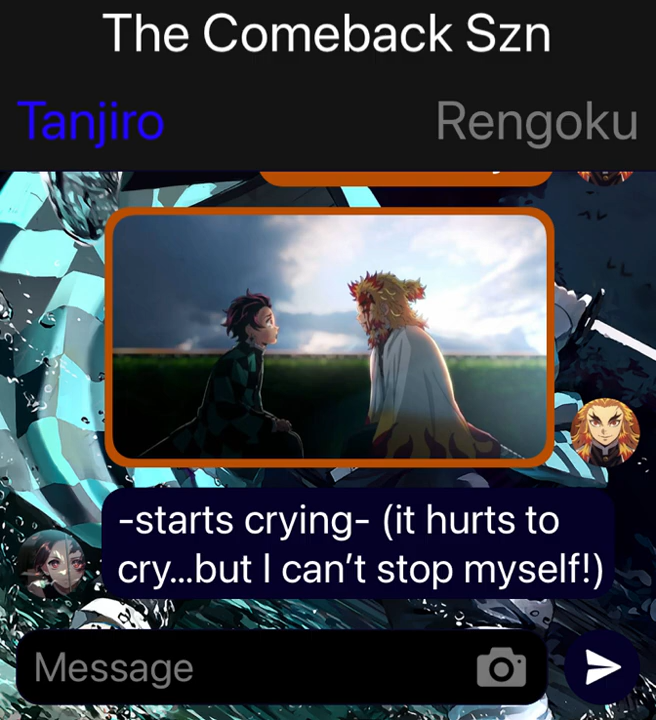 The Comeback Szn
Tanjiro Rengoku
-starts crying- (it hurts to
cry...but I can’t stop myself!)
Message